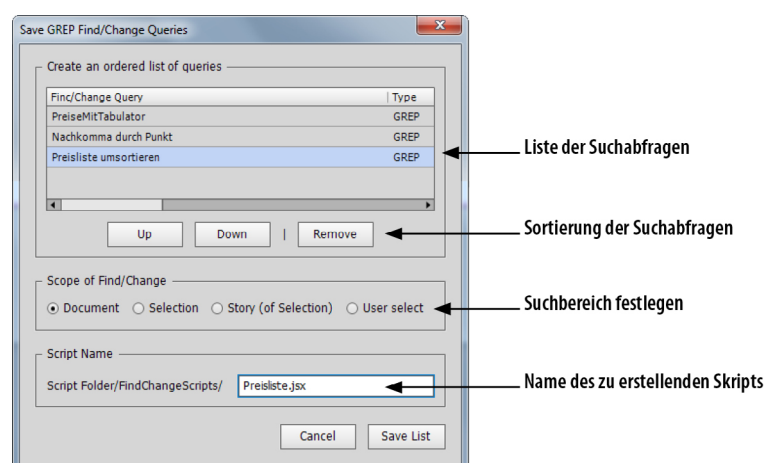 Save GREP Find/Change Queries
Create an ordered list of queries
Finc/Change Query Type
PreiseMitTabulator GREP
Nachkomma durch Punkt GREP
Preisliste umsortieren GREP
Liste der Suchabfragen
Up Down | Remove
Sortierung der Suchabfragen
Scope of Find/Change
Document Selection Story (of Selection) User select
Suchbereich festlegen
Script Name
Script Folder/FindChangeScripts/ Preisliste.jsx
Name des zu erstellenden Skripts
Cancel Save List